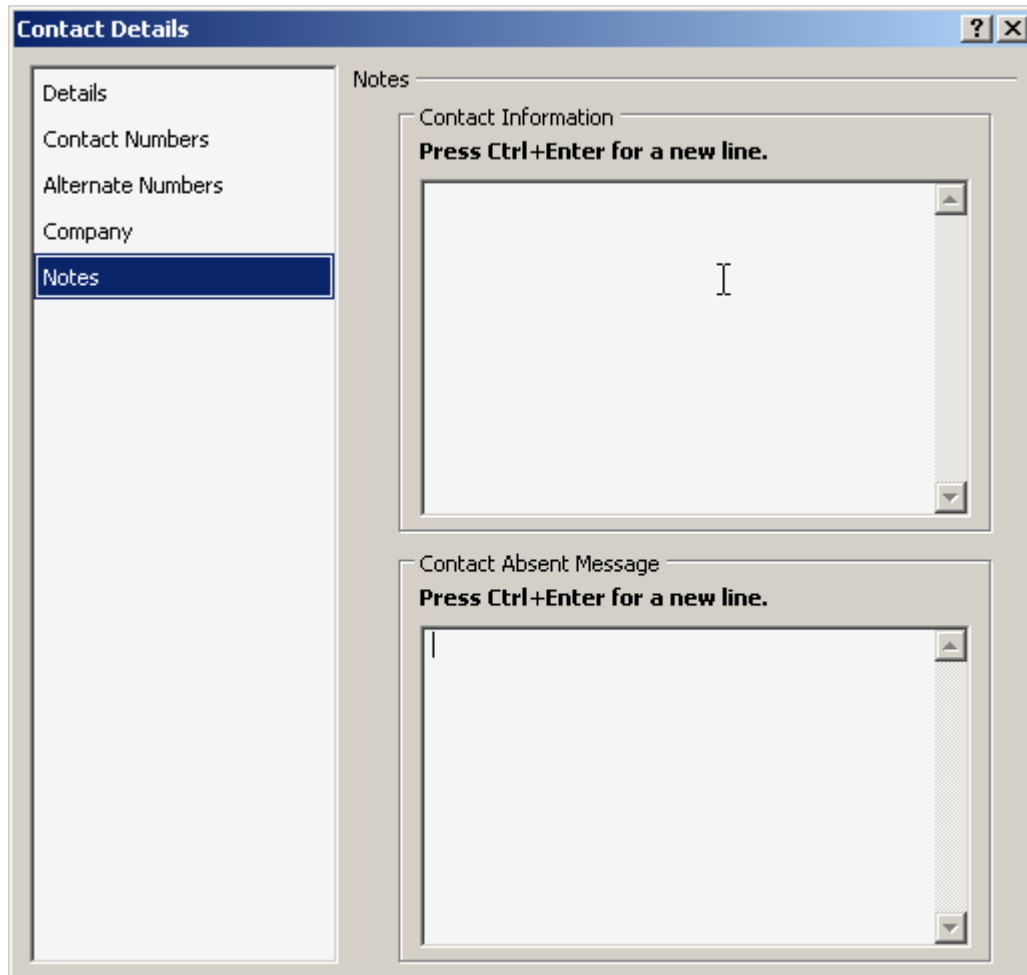 Contact Details
Details
Contact Numbers
Alternate Numbers
Company
Notes
Notes
Contact Information
Press Ctrl+Enter for a new line.
Contact Absent Message
Press Ctrl+Enter for a new line.